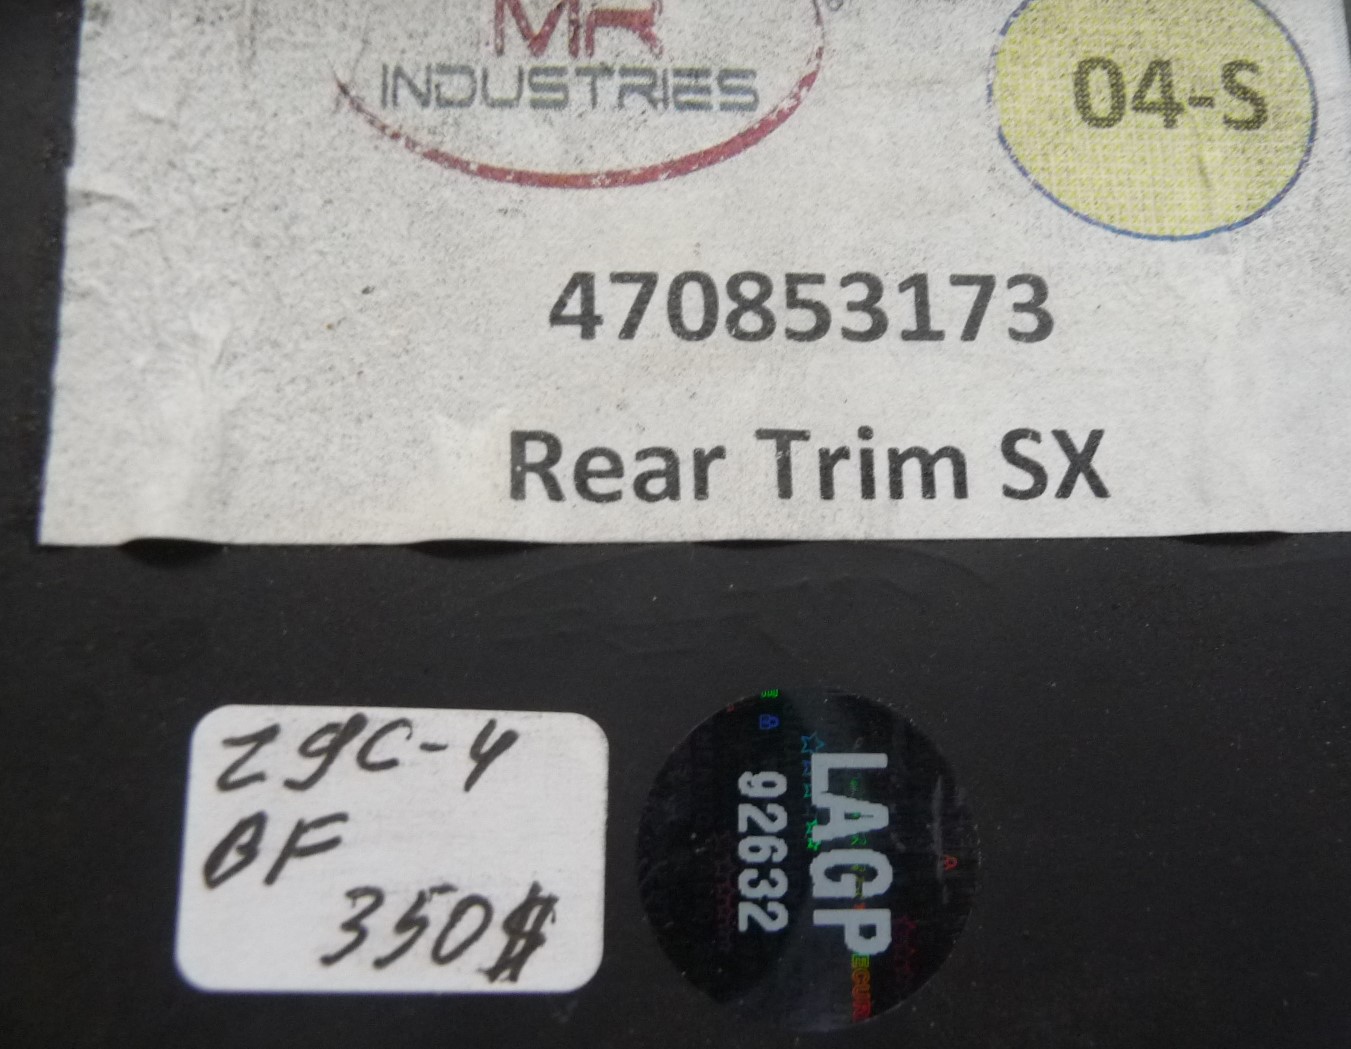 MR
INDUSTRIES
04-S
470853173
Rear Trim SX
Z9C-4
BF
350$
LAGP
92632